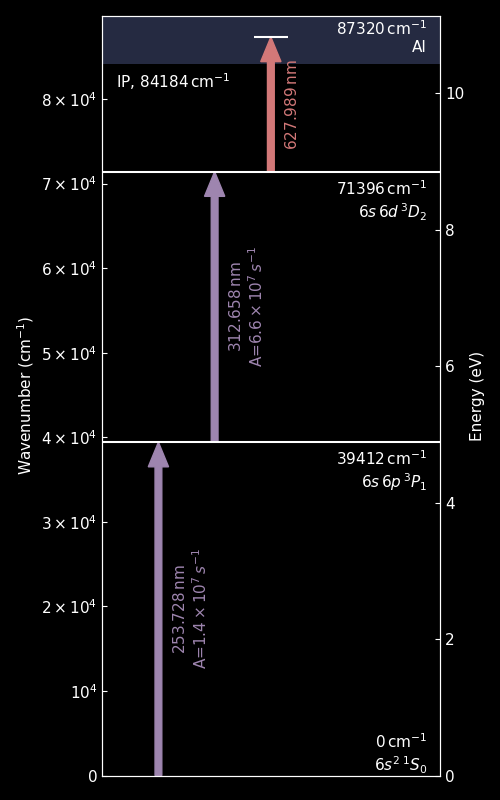 87320 cm⁻¹
AI
IP, 84184 cm⁻¹
627.989 nm
71396 cm⁻¹
6s 6d ³D₂
312.658 nm
A=6.6 × 10⁷ s⁻¹
39412 cm⁻¹
6s 6p ³P₁
253.728 nm
A=1.4 × 10⁷ s⁻¹
0 cm⁻¹
6s² ¹S₀
Wavenumber (cm⁻¹)
8 × 10⁴
7 × 10⁴
6 × 10⁴
5 × 10⁴
4 × 10⁴
3 × 10⁴
2 × 10⁴
10⁴
0
Energy (eV)
10
8
6
4
2
0